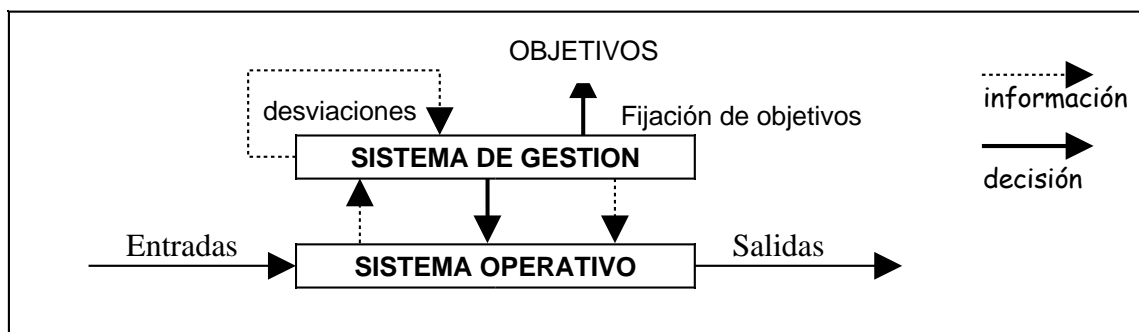 OBJETIVOS
desviaciones
Fijación de objetivos
información
SISTEMA DE GESTION
decisión
Entradas
Salidas
SISTEMA OPERATIVO